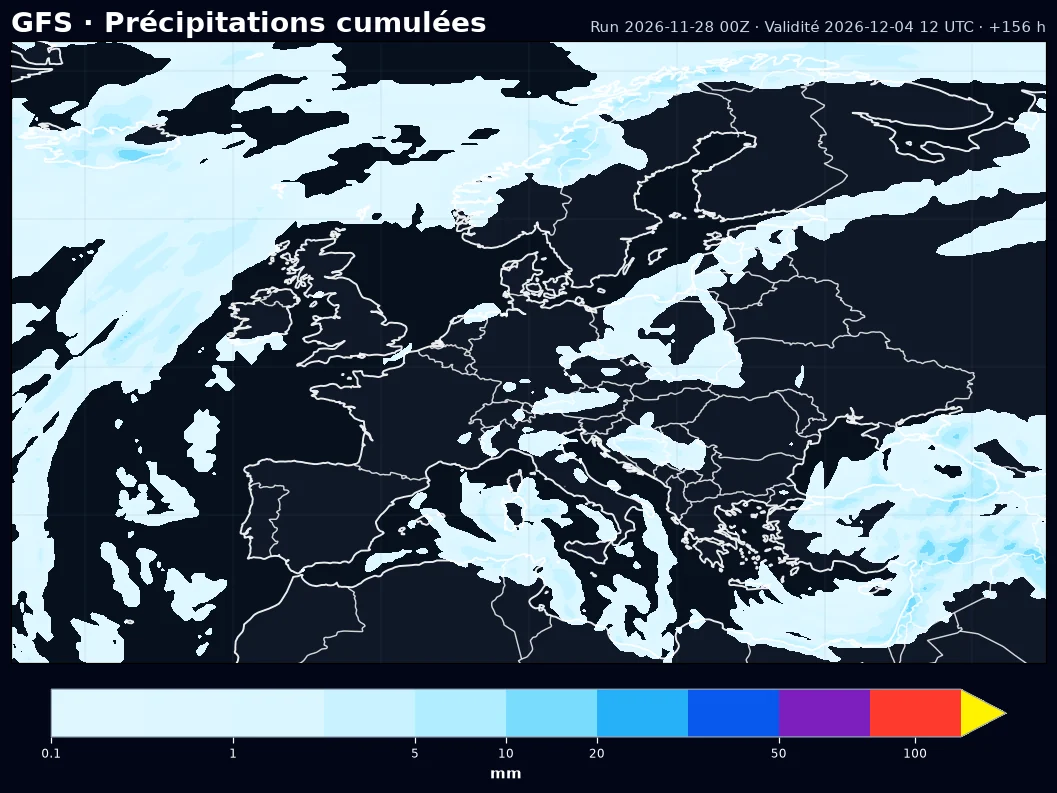 GFS · Précipitations cumulées
Run 2026-11-28 00Z · Validité 2026-12-04 12 UTC · +156 h
0.1 1 5 10 20 50 100
mm